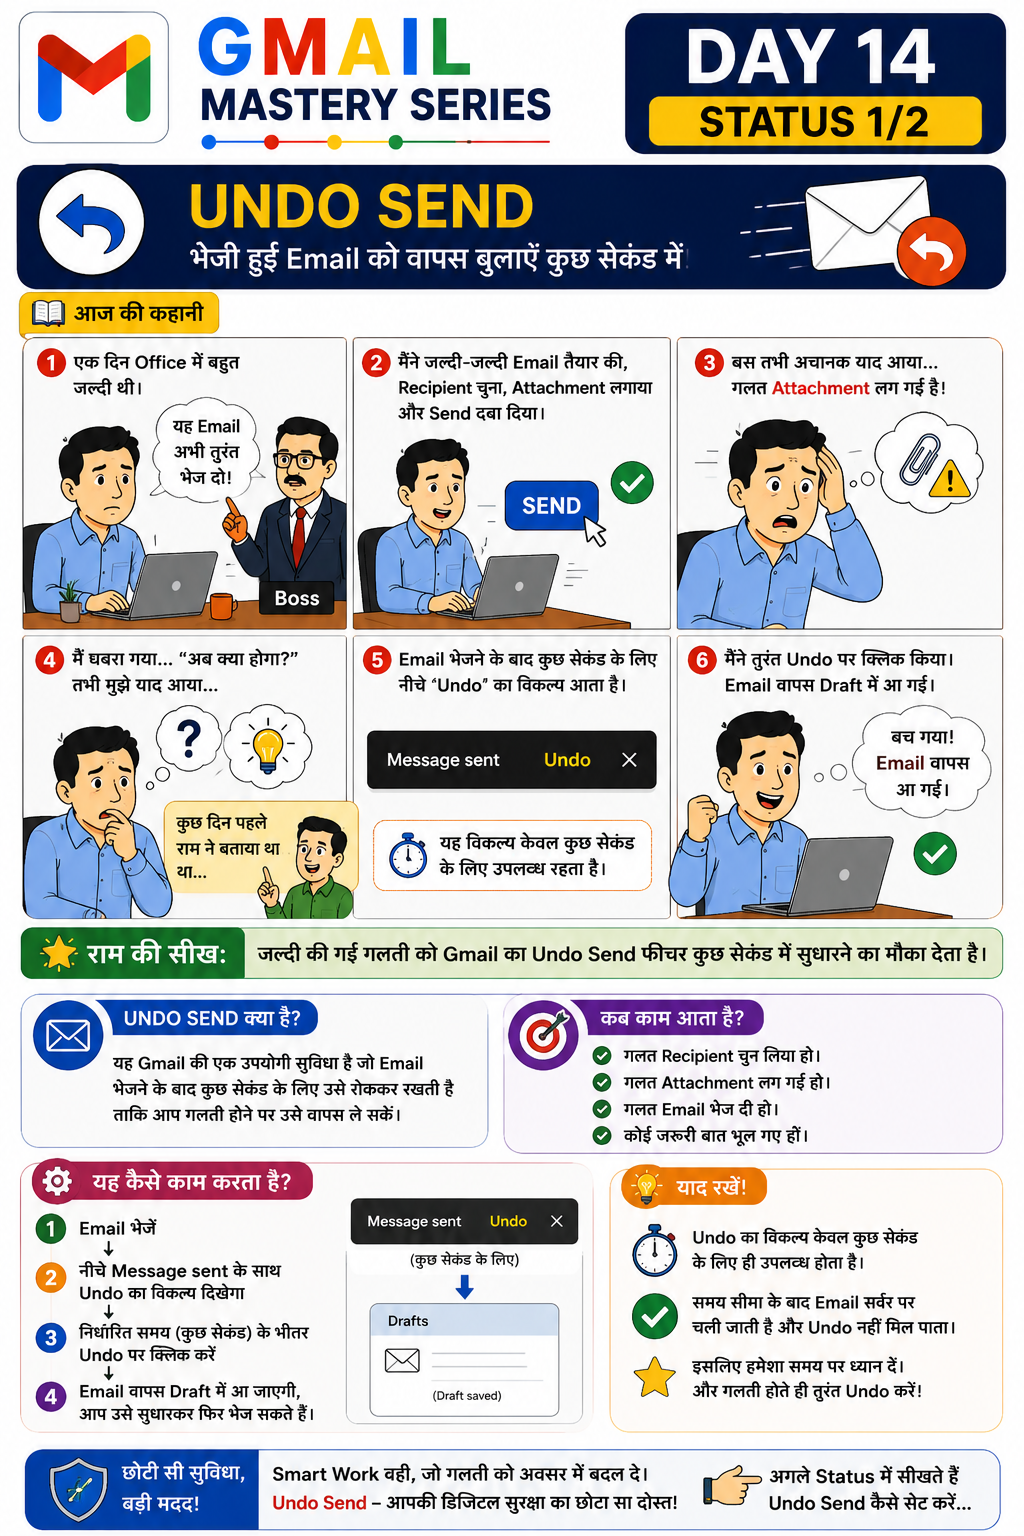 GMAIL
MASTERY SERIES
DAY 14
STATUS 1/2
UNDO SEND
भेजी हुई Email को वापस बुलाएँ कुछ सेकंड में
आज की कहानी
1 एक दिन Office में बहुत
जल्दी थी।
यह Email
अभी तुरंत
भेज दो!
Boss
2 मैंने जल्दी-जल्दी Email तैयार की,
Recipient चुना, Attachment लगाया
और Send दबा दिया।
SEND
3 बस तभी अचानक याद आया...
गलत Attachment लग गई है!
4 मैं घबरा गया... “अब क्या होगा?”
तभी मुझे याद आया...
?
कुछ दिन पहले
राम ने बताया था
था...
5 Email भेजने के बाद कुछ सेकंड के लिए
नीचे “Undo” का विकल्प आता है।
Message sent Undo ×
यह विकल्प केवल कुछ सेकंड
के लिए उपलब्ध रहता है।
6 मैंने तुरंत Undo पर क्लिक किया।
Email वापस Draft में आ गई।
बच गया!
Email वापस
आ गई।
राम की सीख: जल्दी की गई गलती को Gmail का Undo Send फीचर कुछ सेकंड में सुधारने का मौका देता है।
UNDO SEND क्या है?
यह Gmail की एक उपयोगी सुविधा है जो Email
भेजने के बाद कुछ सेकंड के लिए उसे रोककर रखती है
ताकि आप गलती होने पर उसे वापस ले सकें।
कब काम आता है?
गलत Recipient चुन लिया हो।
गलत Attachment लग गई हो।
गलत Email भेज दी हो।
कोई जरूरी बात भूल गए हों।
यह कैसे काम करता है?
1 Email भेजें
2 नीचे Message sent के साथ
Undo का विकल्प दिखेगा
3 निर्धारित समय (कुछ सेकंड) के भीतर
Undo पर क्लिक करें
4 Email वापस Draft में आ जाएगी,
आप उसे सुधारकर फिर भेज सकते हैं।
Message sent Undo ×
(कुछ सेकंड के लिए)
Drafts
(Draft saved)
याद रखें!
Undo का विकल्प केवल कुछ सेकंड
के लिए ही उपलब्ध होता है।
समय सीमा के बाद Email सर्वर पर
चली जाती है और Undo नहीं मिल पाता।
इसलिए हमेशा समय पर ध्यान दें।
और गलती होते ही तुरंत Undo करें!
छोटी सी सुविधा,
बड़ी मदद!
Smart Work वही, जो गलती को अवसर में बदल दे।
Undo Send – आपकी डिजिटल सुरक्षा का छोटा सा दोस्त!
अगले Status में सीखते हैं
Undo Send कैसे सेट करें...